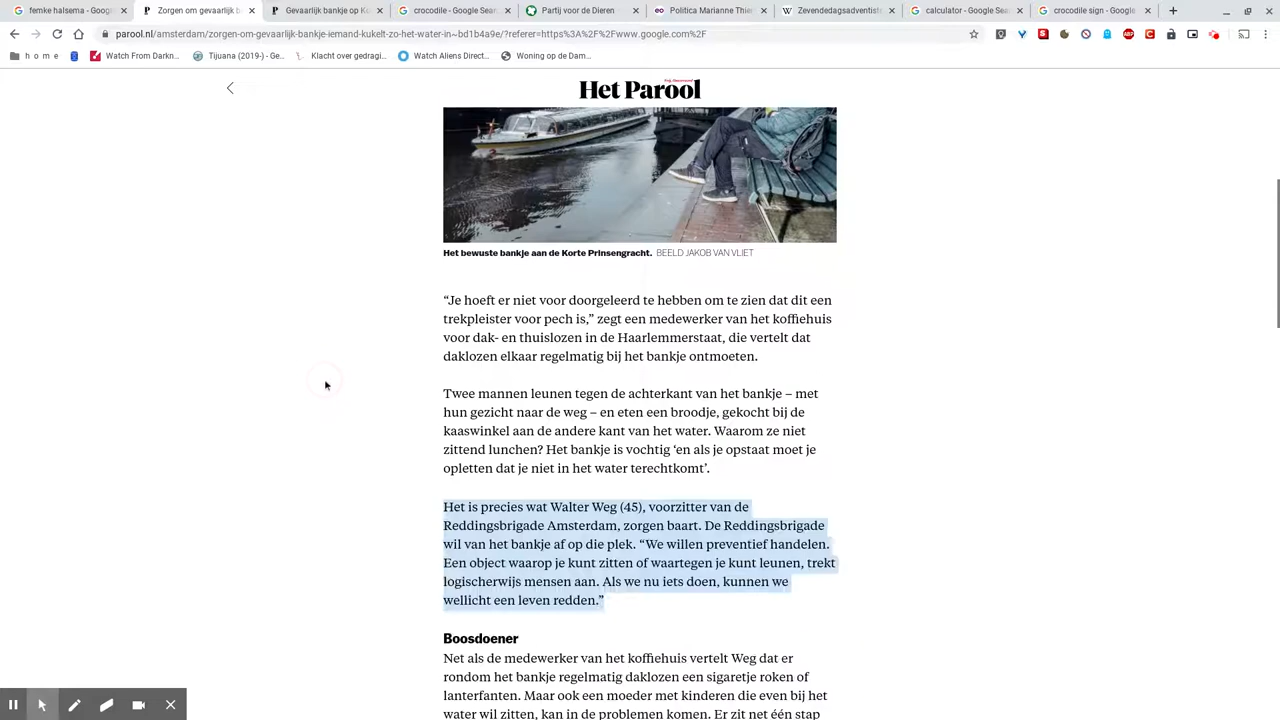 femke halsema - Goog
Zorgen om gevaarlijk b
Gevaarlijk bankje op K
crocodile - Google Sear
Partij voor de Dieren
Politica Marianne Thie
Zevendedagsadventist
calculator - Google Sea
crocodile sign - Google
parool.nl/amsterdam/zorgen-om-gevaarlijk-bankje-iemand-kukelt-zo-het-water-in~bd1b4a9e/?referer=https%3A%2F%2Fwww.google.com%2F
h o m e
Watch From Darkn...
Tijuana (2019-) - Ge...
Klacht over gedragi...
Watch Aliens Direct...
Woning op de Dam...
Het Parool
Het bewuste bankje aan de Korte Prinsengracht. BEELD JAKOB VAN VLIET
“Je hoeft er niet voor doorgeleerd te hebben om te zien dat dit een
trekpleister voor pech is,” zegt een medewerker van het koffiehuis
voor dak- en thuislozen in de Haarlemmerstaat, die vertelt dat
daklozen elkaar regelmatig bij het bankje ontmoeten.
Twee mannen leunen tegen de achterkant van het bankje – met
hun gezicht naar de weg – en eten een broodje, gekocht bij de
kaaswinkel aan de andere kant van het water. Waarom ze niet
zittend lunchen? Het bankje is vochtig ‘en als je opstaat moet je
opletten dat je niet in het water terechtkomt’.
Het is precies wat Walter Weg (45), voorzitter van de
Reddingsbrigade Amsterdam, zorgen baart. De Reddingsbrigade
wil van het bankje af op die plek. “We willen preventief handelen.
Een object waarop je kunt zitten of waartegen je kunt leunen, trekt
logischerwijs mensen aan. Als we nu iets doen, kunnen we
wellicht een leven redden.”
Boosdoener
Net als de medewerker van het koffiehuis vertelt Weg dat er
rondom het bankje regelmatig daklozen een sigaretje roken of
lanterfanten. Maar ook een moeder met kinderen die even bij het
water wil zitten, kan in de problemen komen. Er zit net één stap